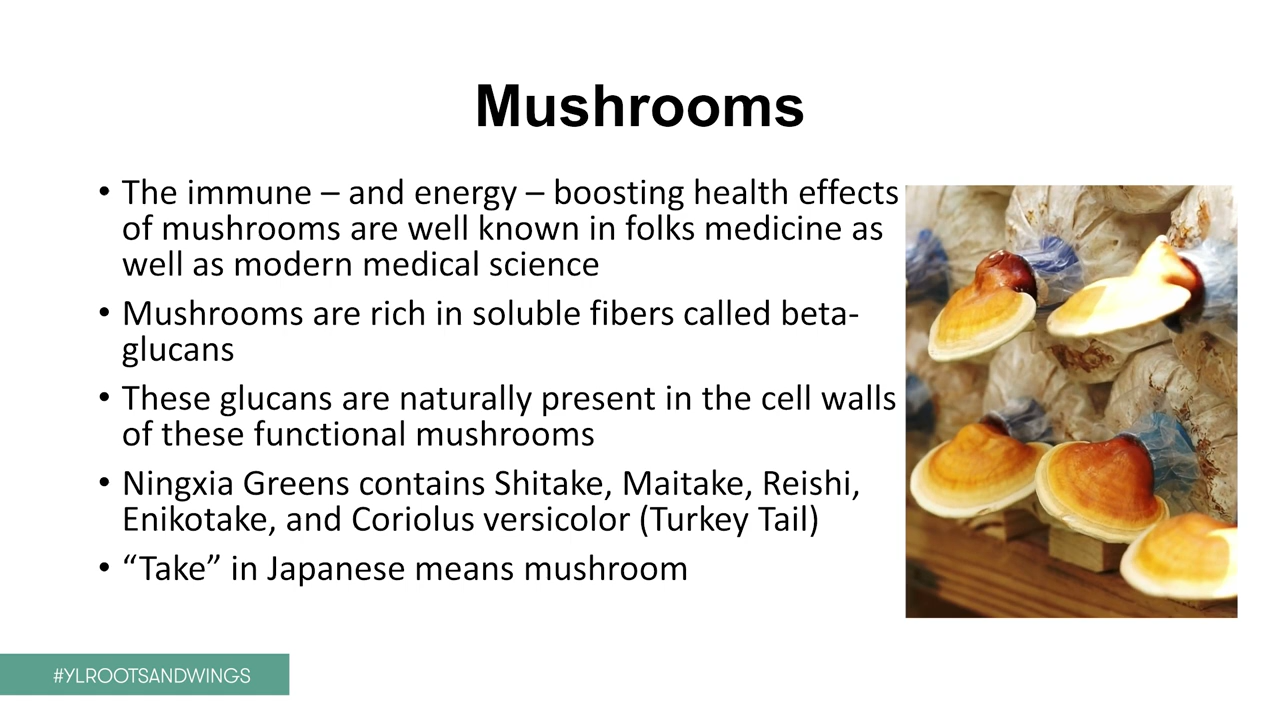 Mushrooms
• The immune – and energy – boosting health effects
of mushrooms are well known in folks medicine as
well as modern medical science
• Mushrooms are rich in soluble fibers called beta-
glucans
• These glucans are naturally present in the cell walls
of these functional mushrooms
• Ningxia Greens contains Shitake, Maitake, Reishi,
Enikotake, and Coriolus versicolor (Turkey Tail)
• “Take” in Japanese means mushroom
#YLROOTSANDWINGS